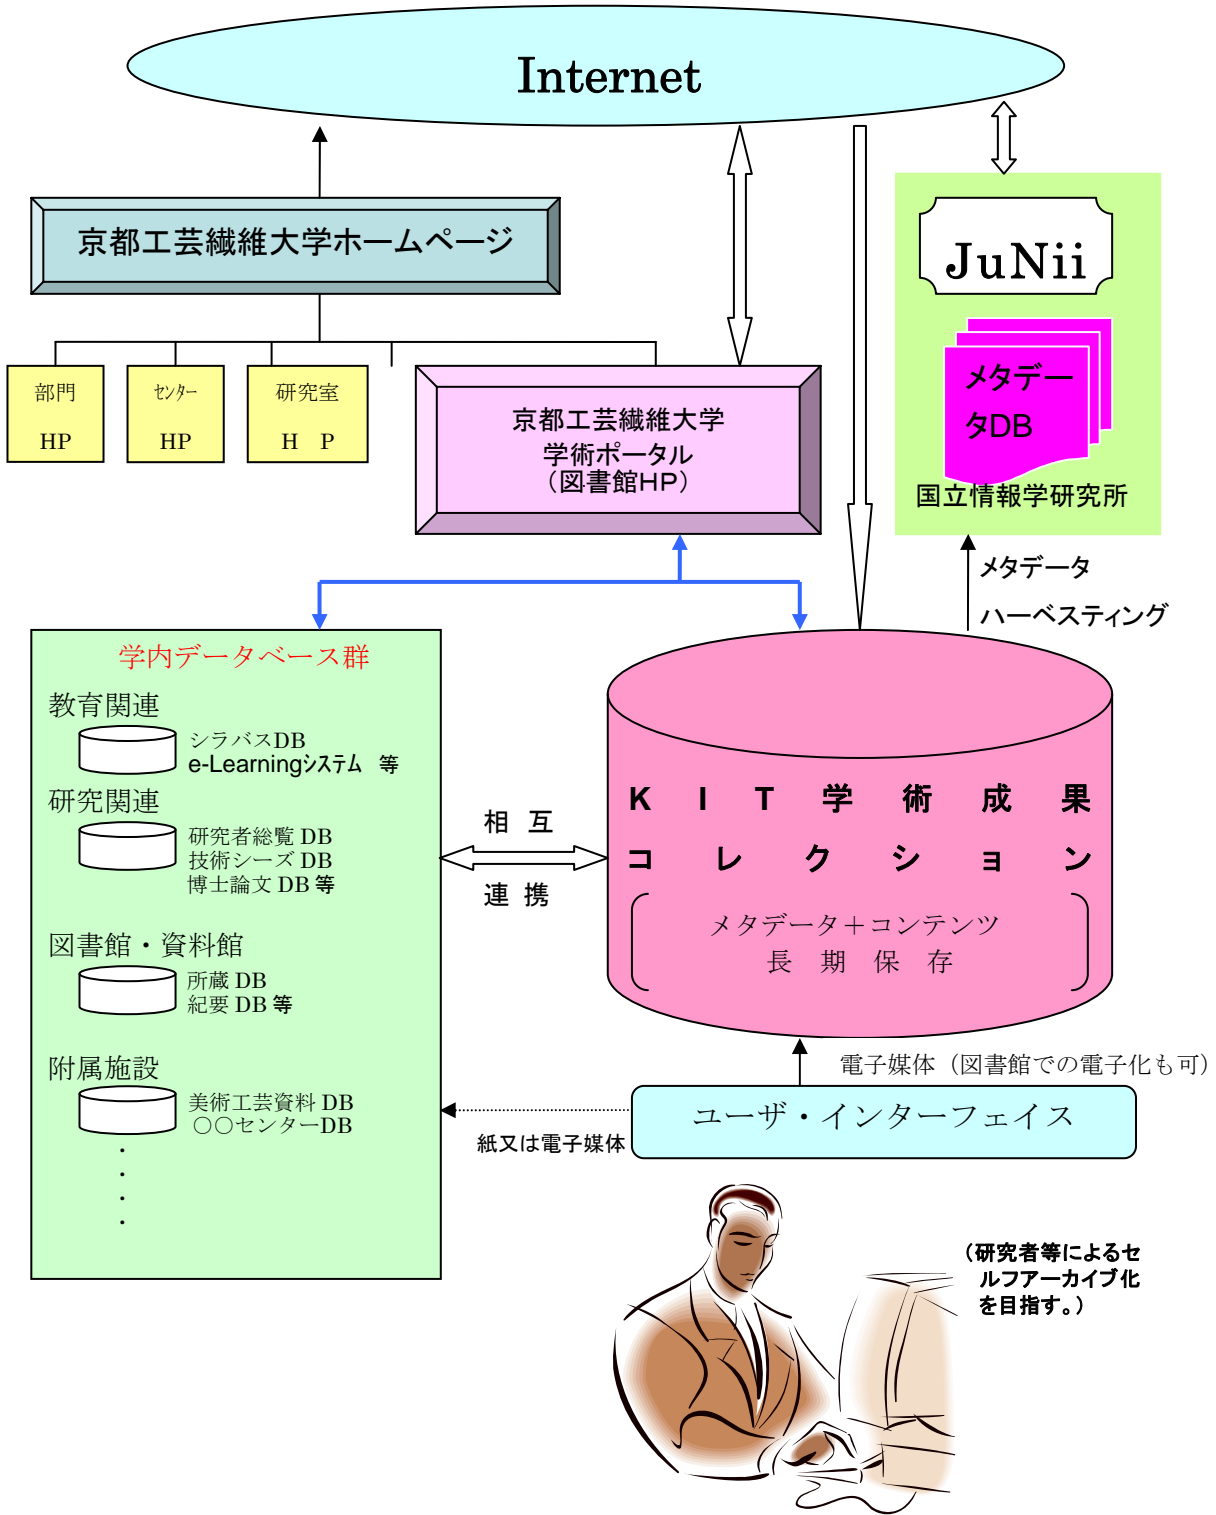 Internet
京都工芸繊維大学ホームページ
JuNii
メタデー
タDB
国立情報学研究所
部門
HP
ｾﾝﾀｰ
HP
研究室
H P
京都工芸繊維大学
学術ポータル
（図書館HP）
メタデータ
ハーベスティング
学内データベース群
教育関連
シラバスDB
e-Learningｼｽﾃﾑ 等
研究関連
研究者総覧 DB
技術シーズ DB
博士論文 DB 等
図書館・資料館
所蔵 DB
紀要 DB 等
附属施設
美術工芸資料 DB
○○センターDB
・
・
・
・
相 互
連 携
K I T 学 術 成 果
コ レ ク シ ョ ン
メタデータ＋コンテンツ
長 期 保 存
電子媒体（図書館での電子化も可）
ユーザ・インターフェイス
紙又は電子媒体
（研究者等によるセ
ルフアーカイブ化
を目指す。）